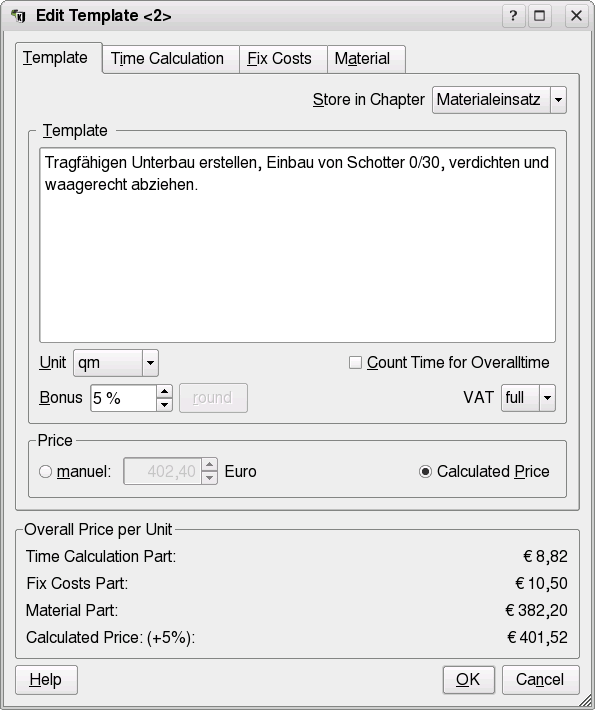 Edit Template <2>
?
Template
Time Calculation
Fix Costs
Material
Store in Chapter Materialeinsatz
Template
Tragfähigen Unterbau erstellen, Einbau von Schotter 0/30, verdichten und
waagerecht abziehen.
Unit qm
Count Time for Overalltime
Bonus 5 % round
VAT full
Price
manuel: 402,40 Euro
Calculated Price
Overall Price per Unit
Time Calculation Part: € 8,82
Fix Costs Part: € 10,50
Material Part: € 382,20
Calculated Price: (+5%): € 401,52
Help
OK
Cancel